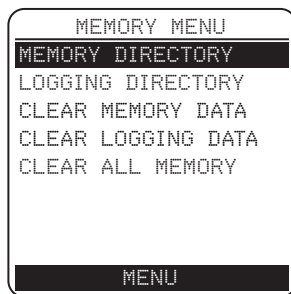 MEMORY MENU
MEMORY DIRECTORY
LOGGING DIRECTORY
CLEAR MEMORY DATA
CLEAR LOGGING DATA
CLEAR ALL MEMORY
MENU